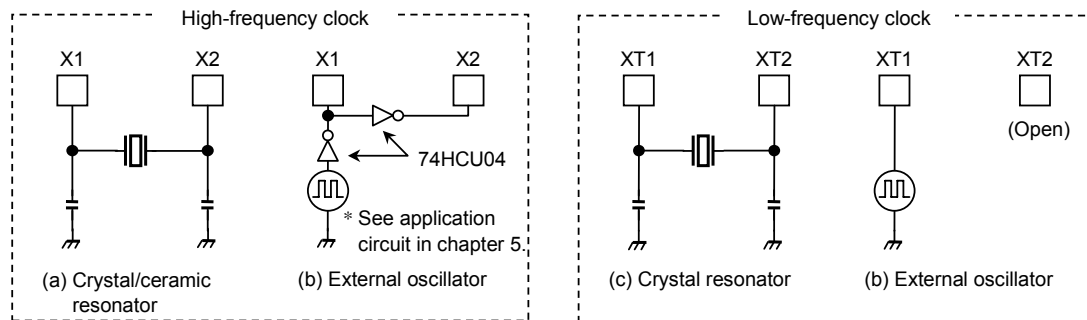 High-frequency clock
X1
X2
X1
X2
74HCU04
* See application
circuit in chapter 5.
(a) Crystal/ceramic
resonator
(b) External oscillator
Low-frequency clock
XT1
XT2
XT1
XT2
(Open)
(c) Crystal resonator
(b) External oscillator